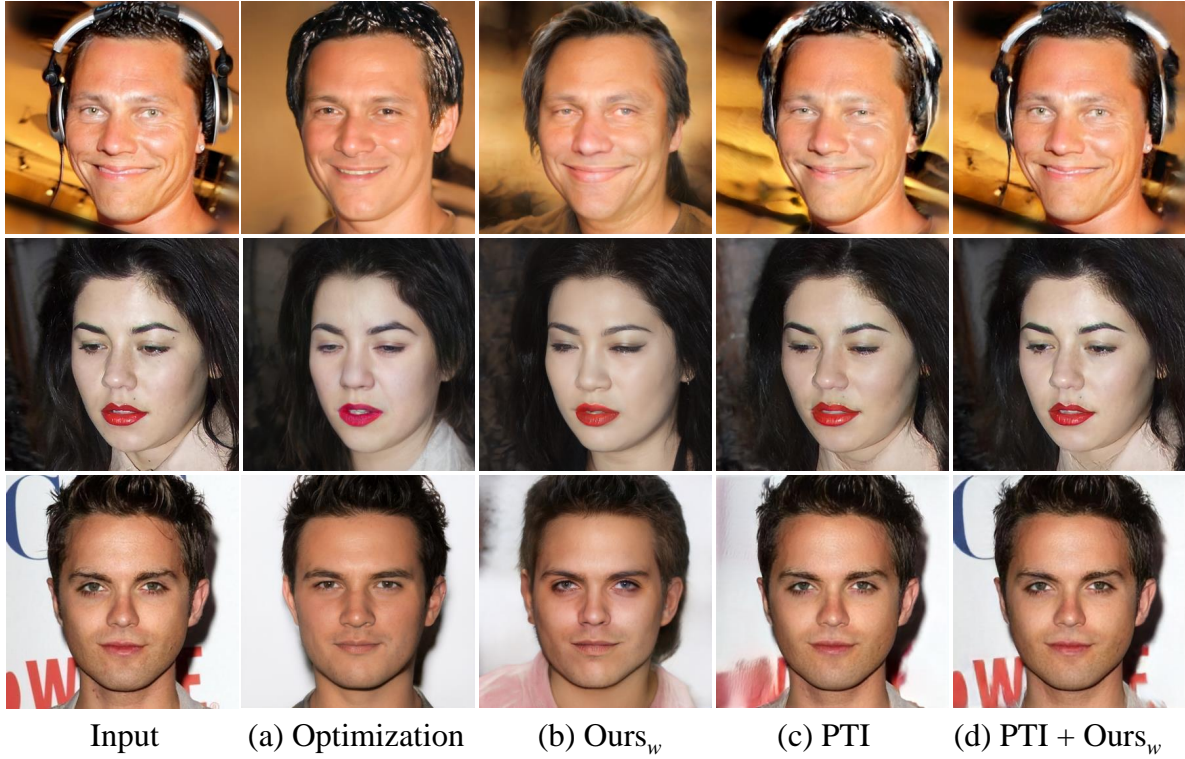 C
D W
E
C
D W
Input
(a) Optimization
(b) Ours_w
(c) PTI
(d) PTI + Ours_w